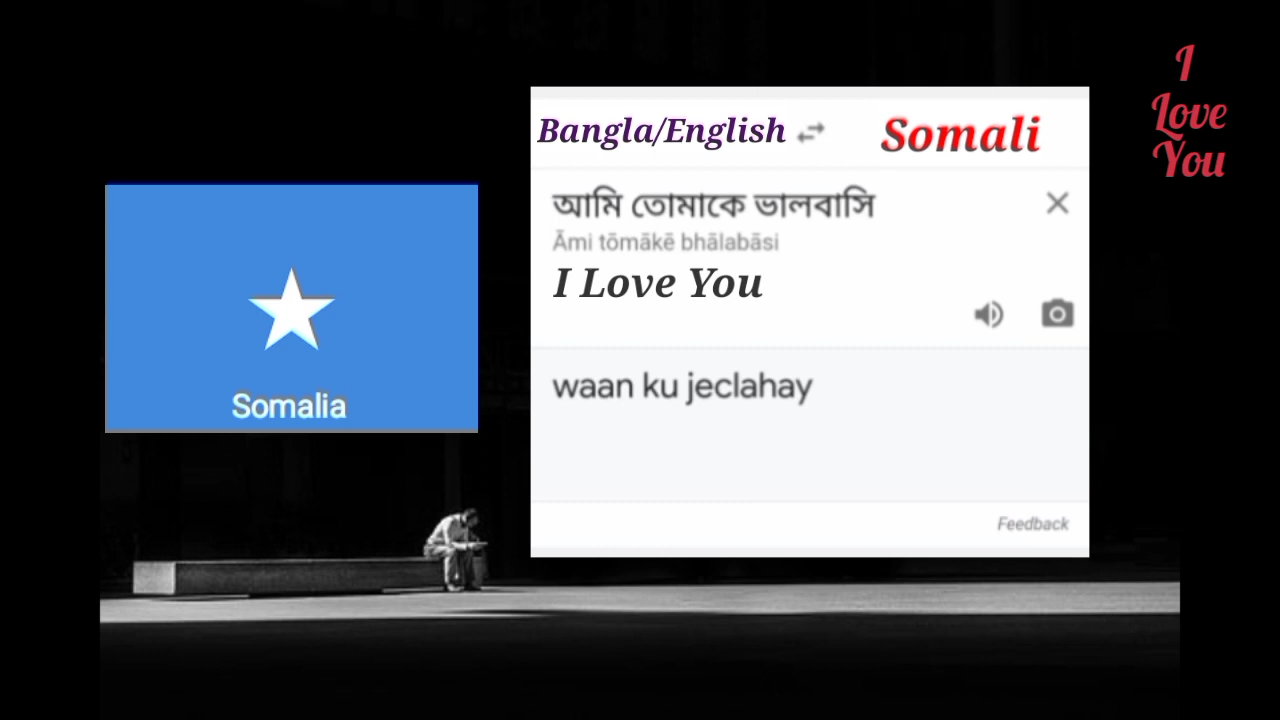 Bangla/English
Somali
আমি তোমাকে ভালবাসি
Āmi tōmākē bhālabāsi
I Love You
waan ku jeclahay
Feedback
Somalia
I
Love
You